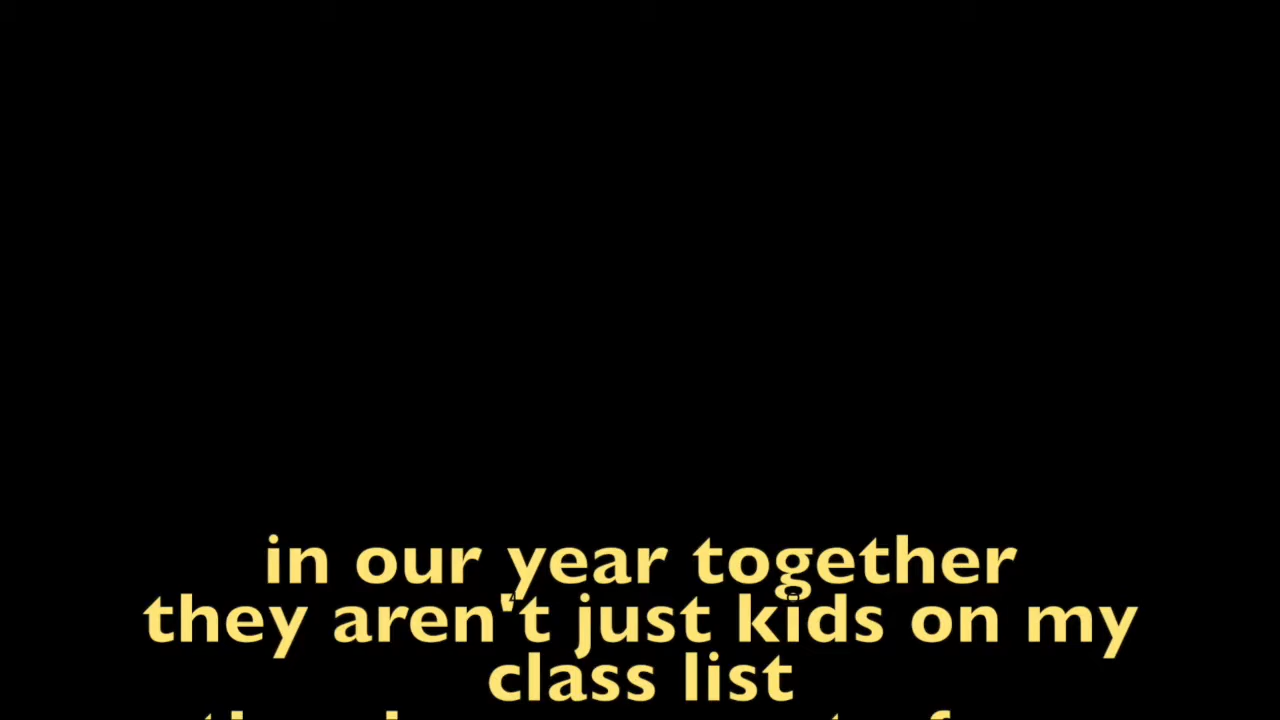 in our year together
they aren't just kids on my
class list